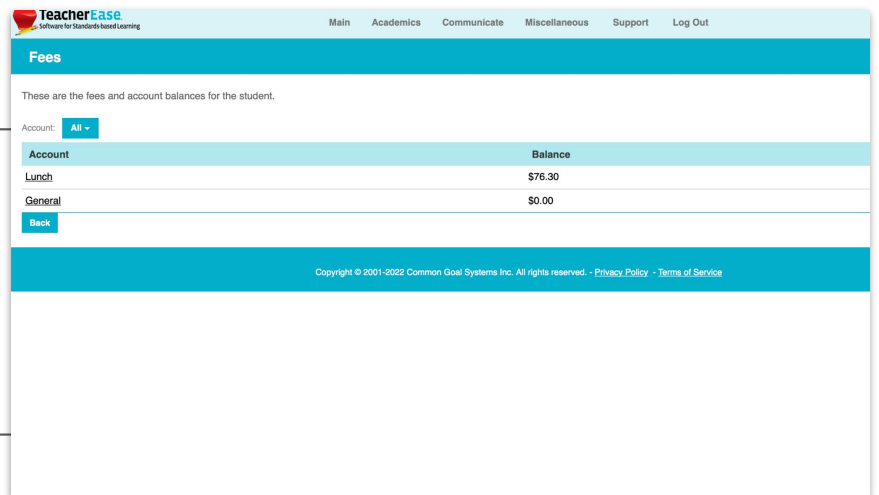 TeacherEase
Software for Standards-based Learning
Main Academics Communicate Miscellaneous Support Log Out
Fees
These are the fees and account balances for the student.
Account: All
Account Balance
Lunch $76.30
General $0.00
Back
Copyright © 2001-2022 Common Goal Systems Inc. All rights reserved. - Privacy Policy - Terms of Service